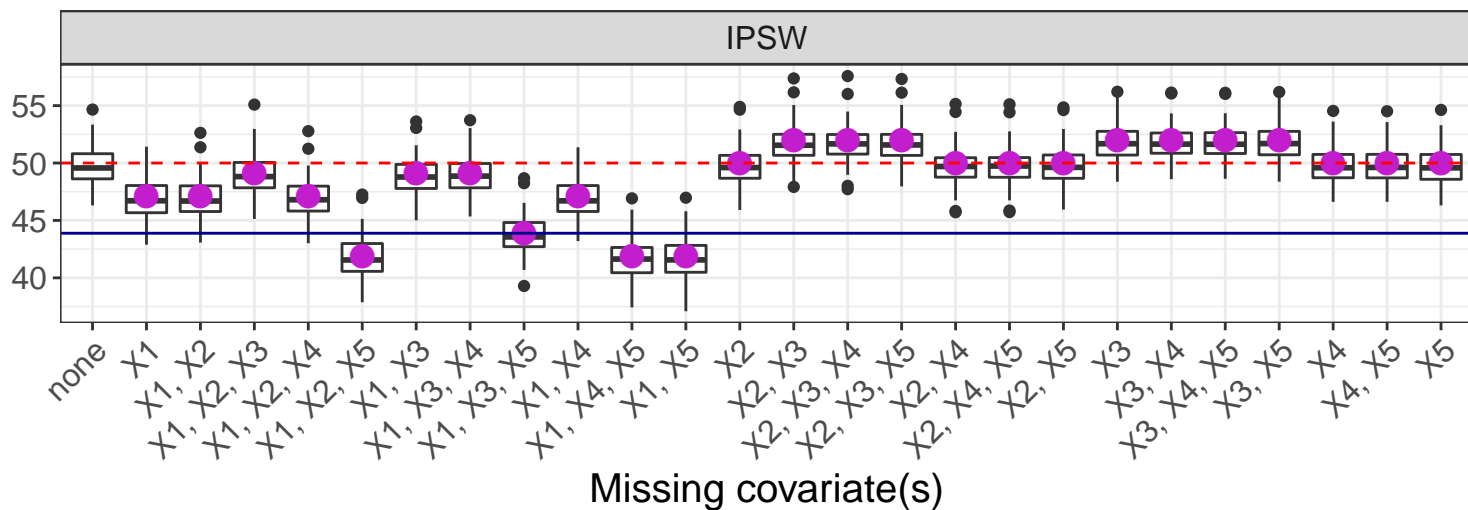 IPSW
55
50
45
40
none
X1
X1, X2
X1, X2, X3
X1, X2, X4
X1, X2, X5
X1, X3
X1, X3, X4
X1, X3, X5
X1, X4
X1, X4, X5
X1, X5
X2
X2, X3
X2, X3, X4
X2, X3, X5
X2, X4
X2, X4, X5
X2, X5
X3
X3, X4
X3, X4, X5
X3, X5
X4
X4, X5
X5
Missing covariate(s)